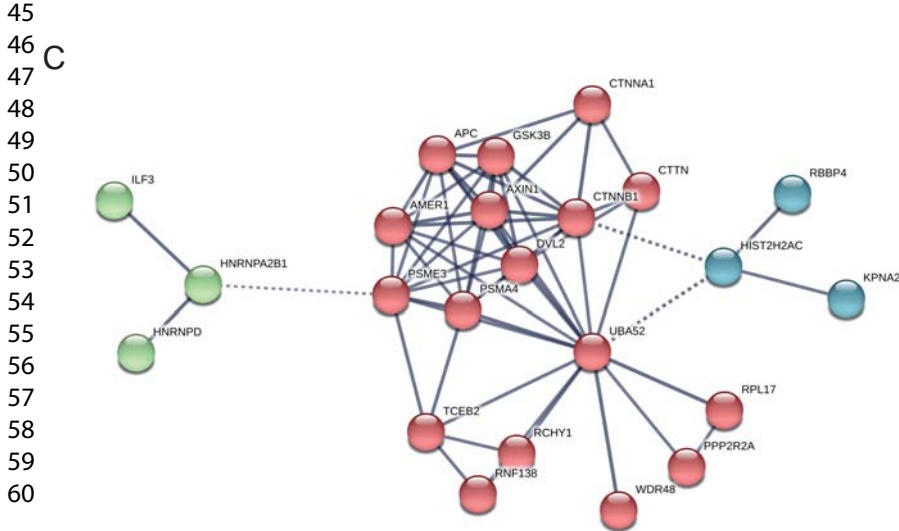 45
46
C
47
48
49
50
51
52
53
54
55
56
57
58
59
60
CTNNA1
APC
GSK3B
CTTN
ILF3
RBBP4
AXIN1
CTNNB1
AMER1
DVL2
HIST2H2AC
HNRNPA2B1
PSME3
KPNA2
PSMA4
HNRNPD
UBA52
RPL17
TCEB2
RCHY1
PPP2R2A
RNF138
WDR48